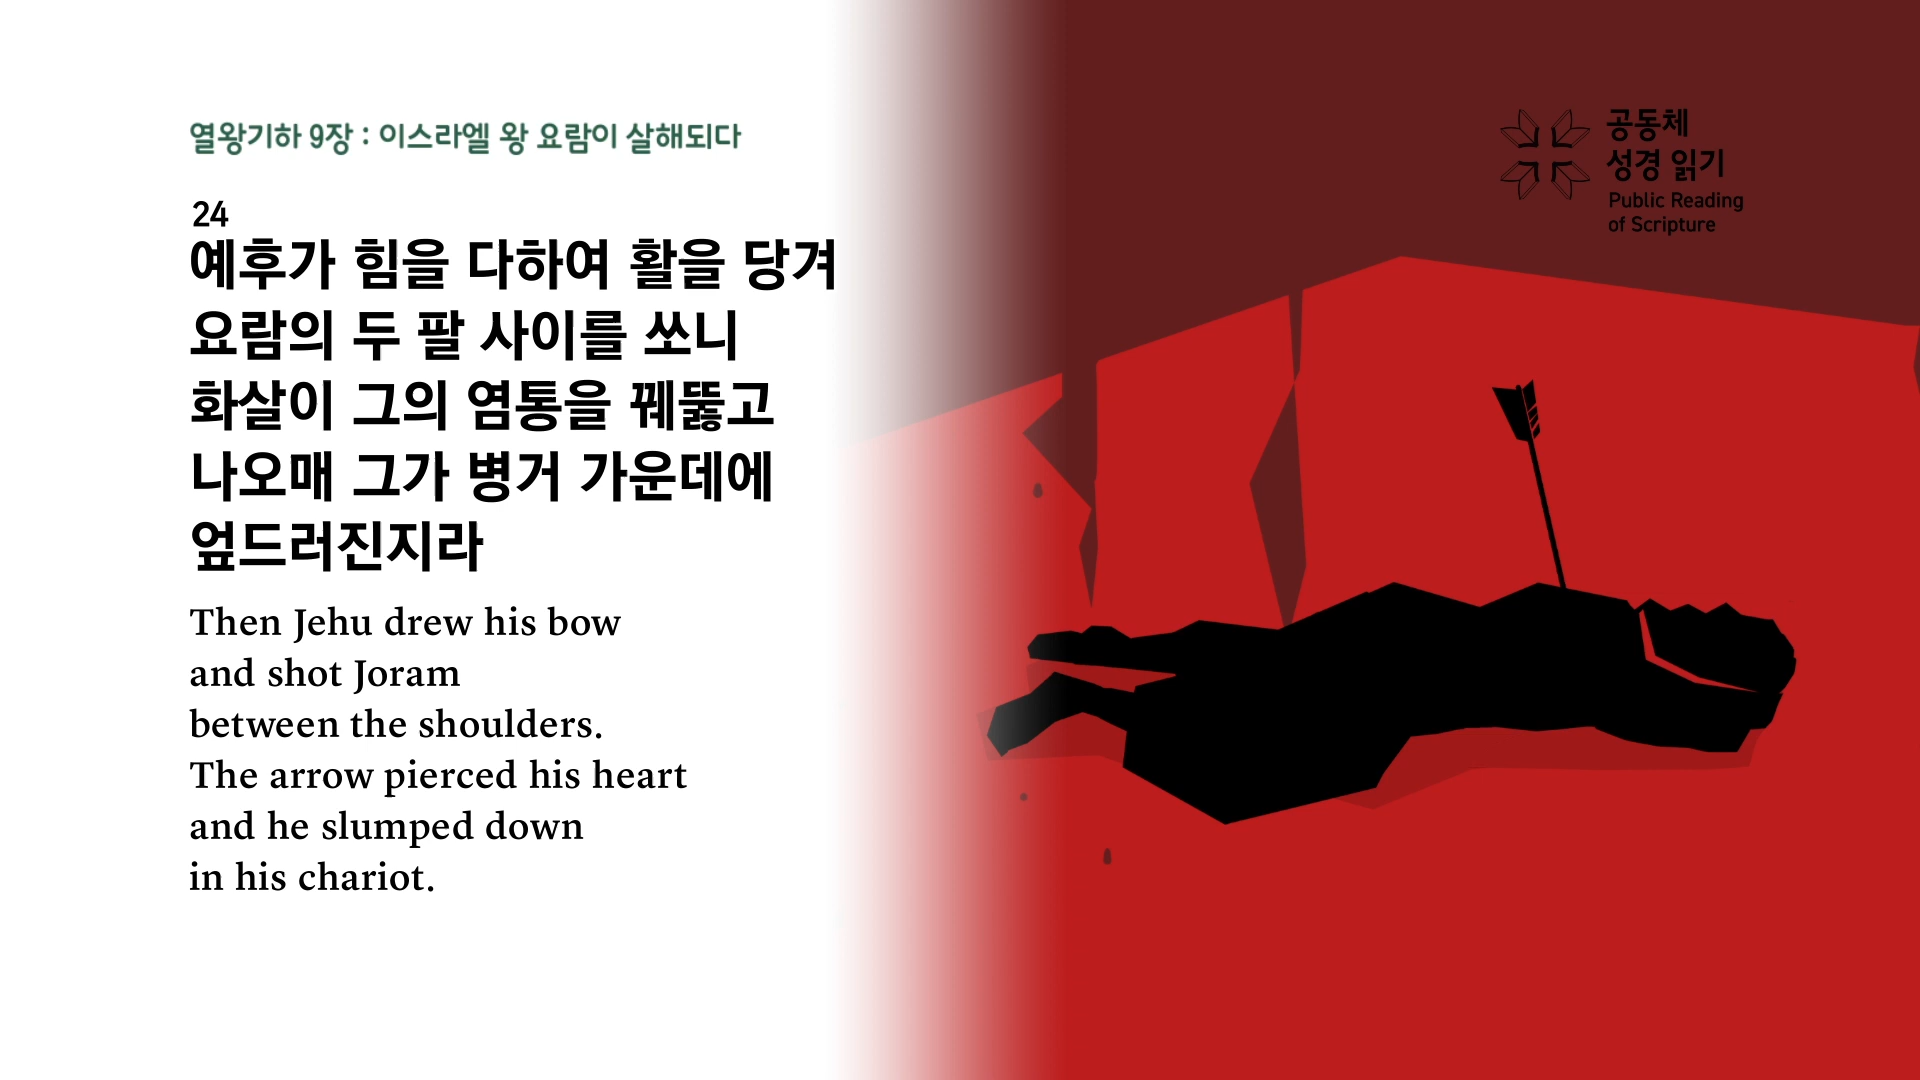 열왕기하 9장 : 이스라엘 왕 요람이 살해되다
24
예후가 힘을 다하여 활을 당겨
요람의 두 팔 사이를 쏘니
화살이 그의 염통을 꿰뚫고
나오매 그가 병거 가운데에
엎드러진지라
Then Jehu drew his bow
and shot Joram
between the shoulders.
The arrow pierced his heart
and he slumped down
in his chariot.
공동체
성경 읽기
Public Reading
of Scripture